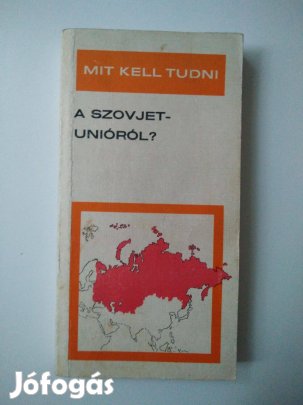 MIT KELL TUDNI
A SZOVJET-
UNIÓRÓL?
Jófogás